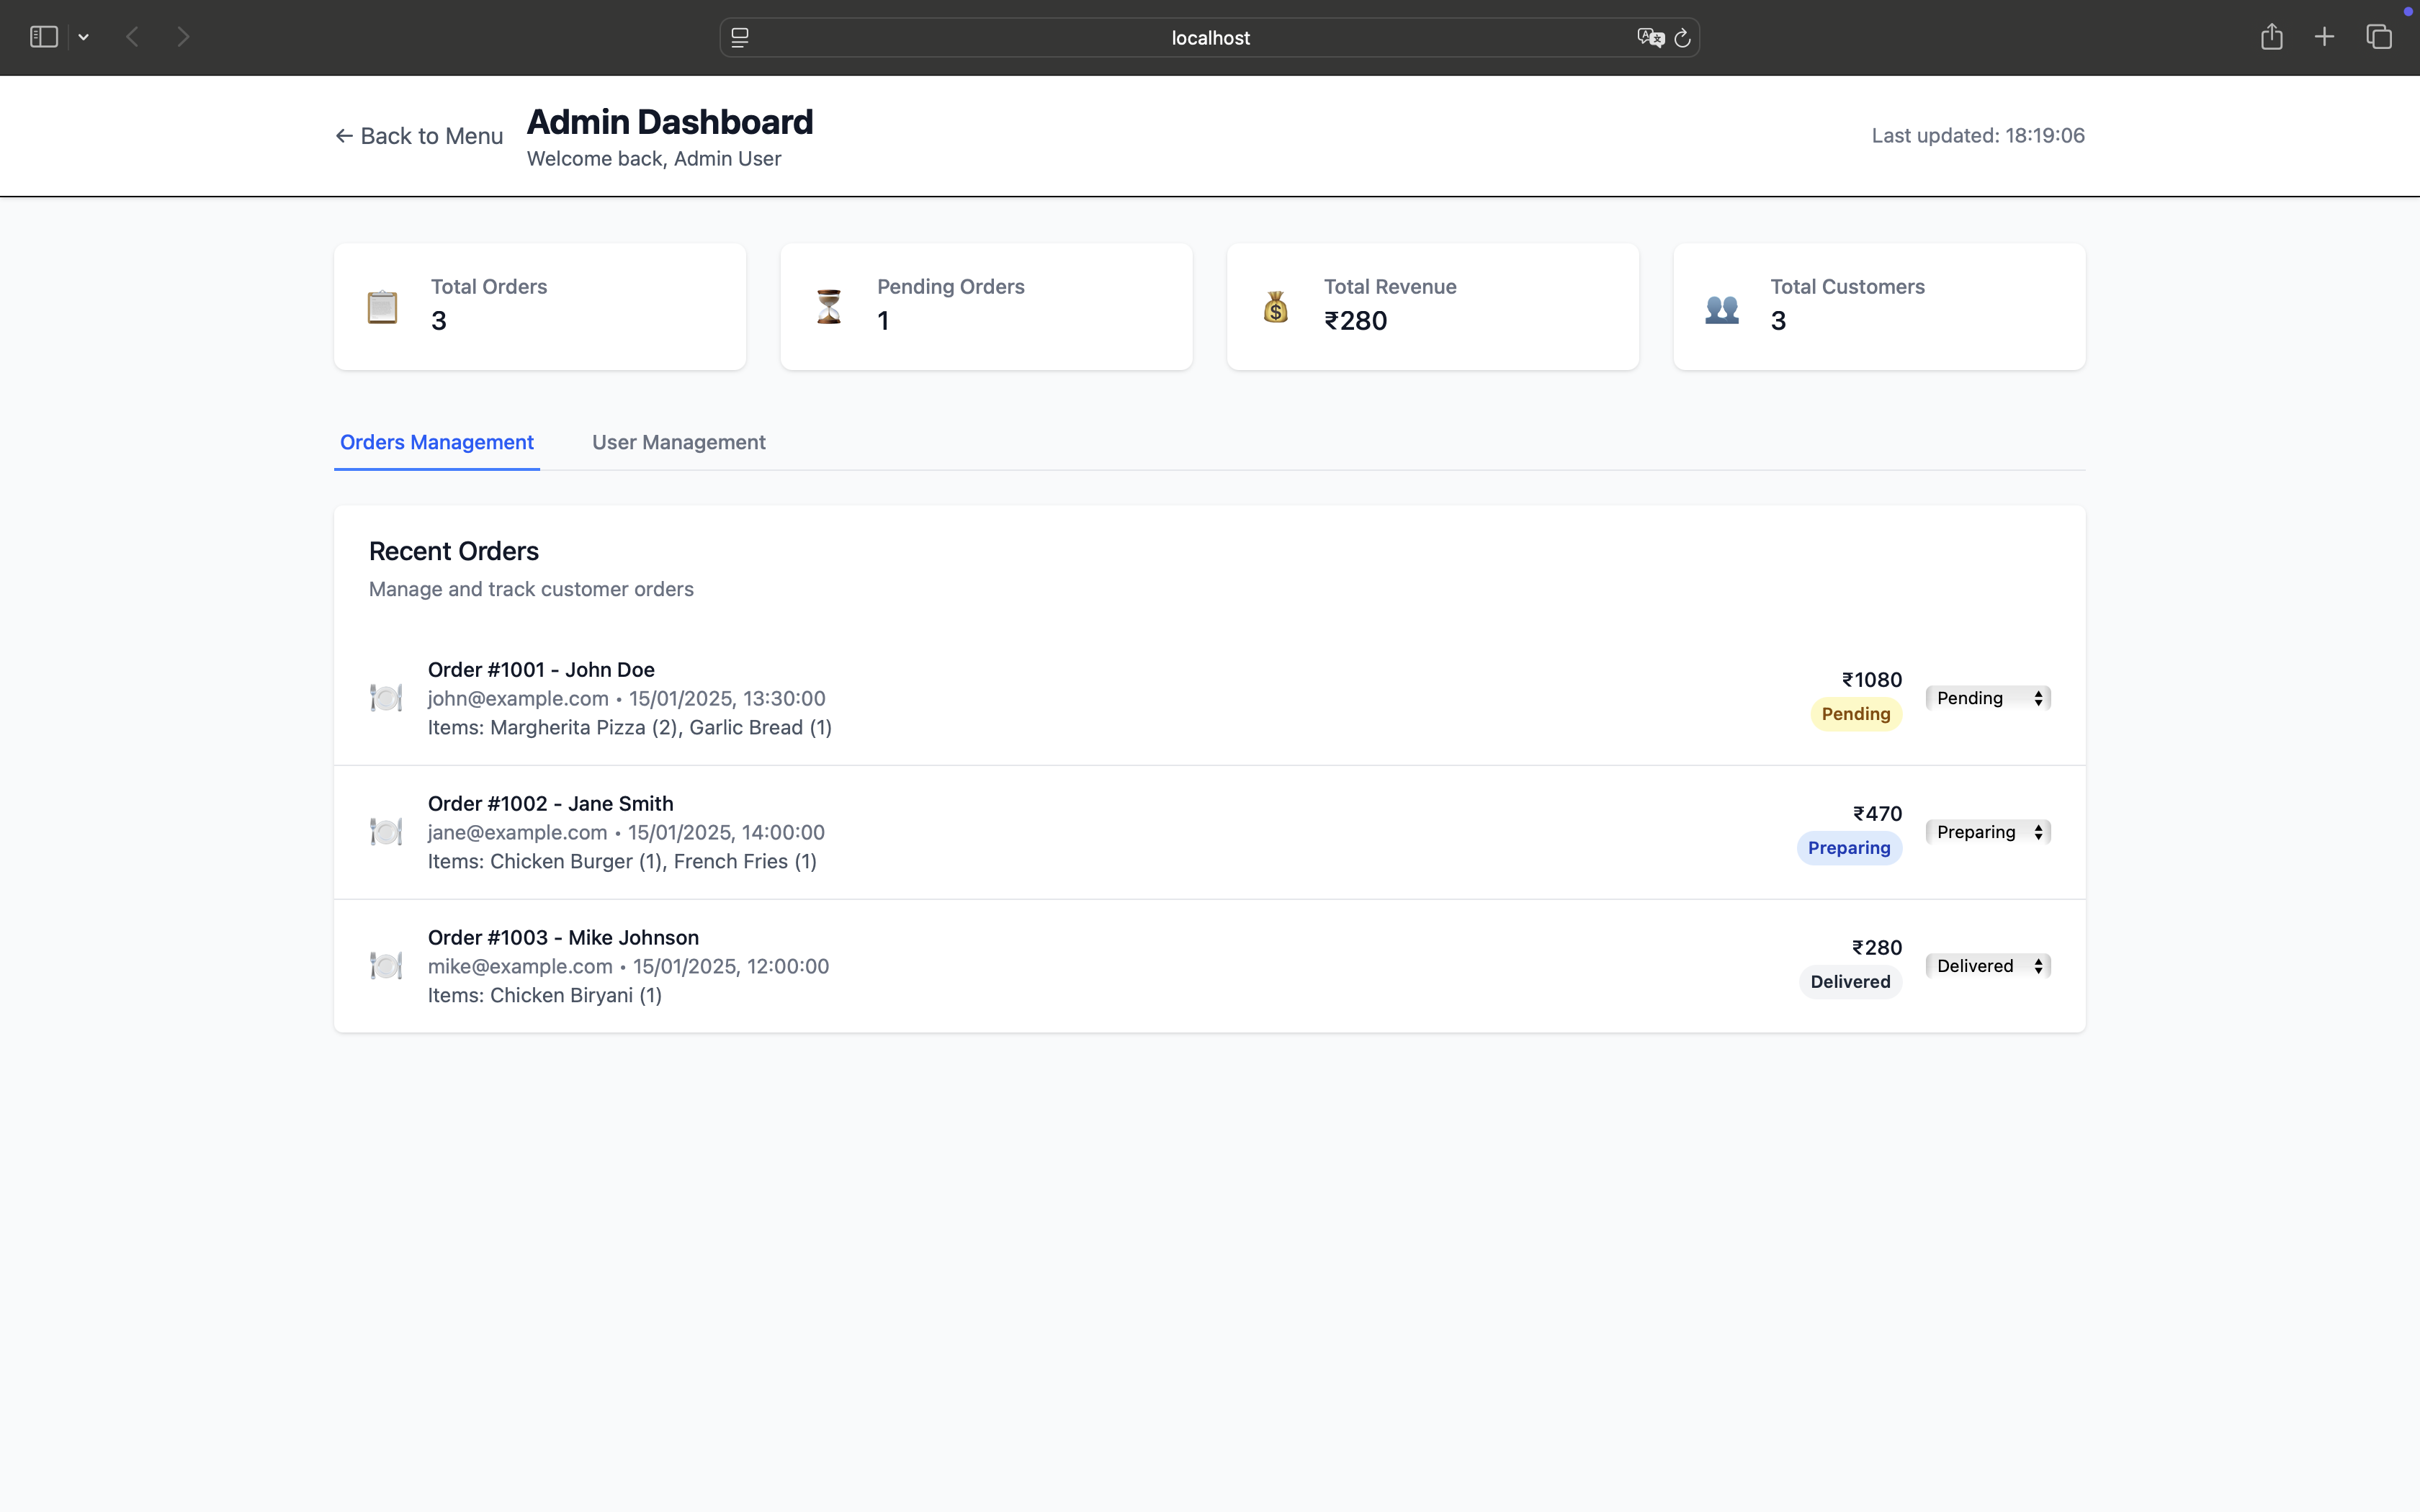 localhost
← Back to Menu
Admin Dashboard
Welcome back, Admin User
Last updated: 18:19:06
Total Orders
3
Pending Orders
1
Total Revenue
₹280
Total Customers
3
Orders Management
User Management
Recent Orders
Manage and track customer orders
Order #1001 - John Doe
john@example.com • 15/01/2025, 13:30:00
Items: Margherita Pizza (2), Garlic Bread (1)
₹1080
Pending
Pending
Order #1002 - Jane Smith
jane@example.com • 15/01/2025, 14:00:00
Items: Chicken Burger (1), French Fries (1)
₹470
Preparing
Preparing
Order #1003 - Mike Johnson
mike@example.com • 15/01/2025, 12:00:00
Items: Chicken Biryani (1)
₹280
Delivered
Delivered